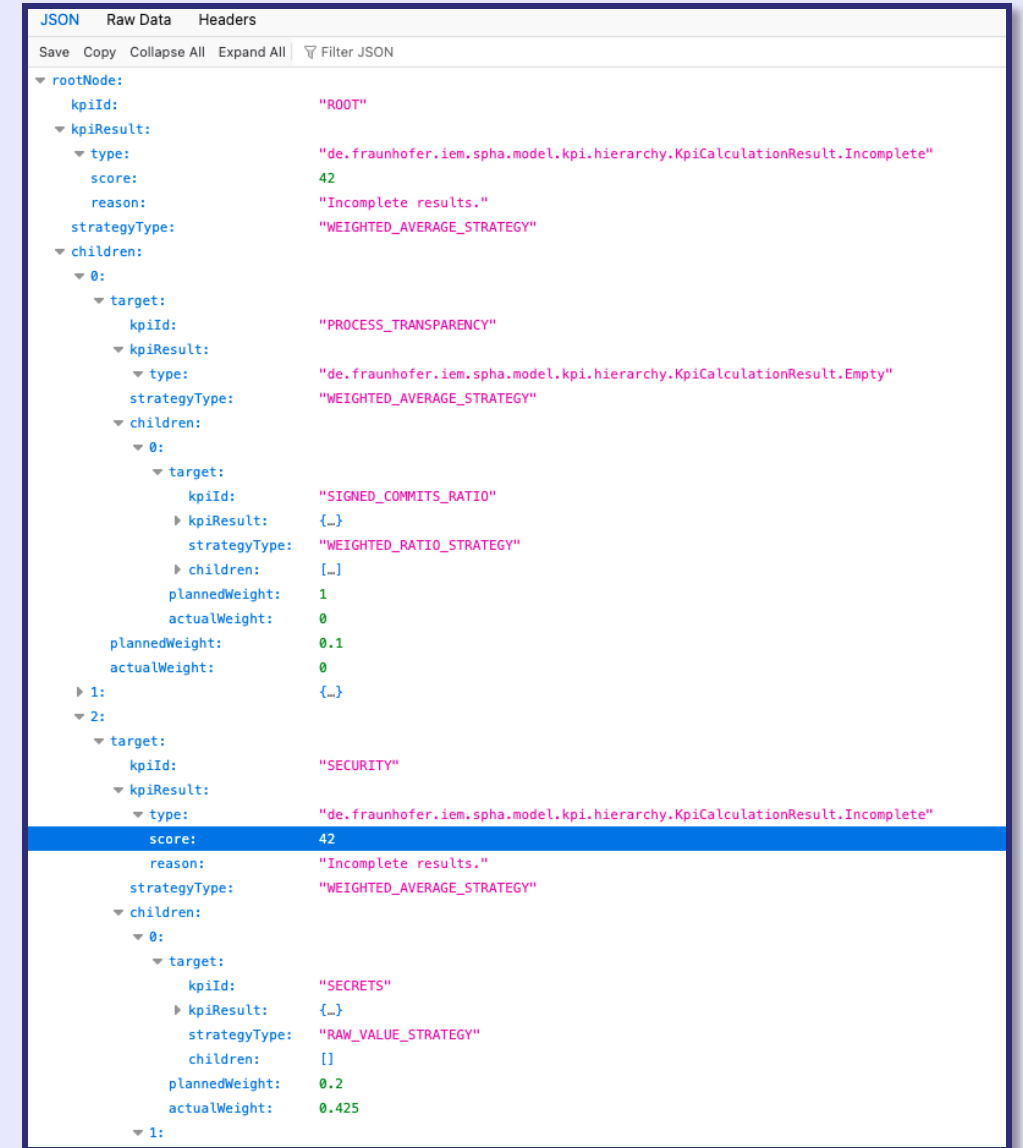 JSON Raw Data Headers
Save Copy Collapse All Expand All Filter JSON
rootNode:
kpiId: "ROOT"
kpiResult:
type: "de.fraunhofer.iem.spha.model.kpi.hierarchy.KpiCalculationResult.Incomplete"
score: 42
reason: "Incomplete results."
strategyType: "WEIGHTED_AVERAGE_STRATEGY"
children:
0:
target:
kpiId: "PROCESS_TRANSPARENCY"
kpiResult:
type: "de.fraunhofer.iem.spha.model.kpi.hierarchy.KpiCalculationResult.Empty"
strategyType: "WEIGHTED_AVERAGE_STRATEGY"
children:
0:
target:
kpiId: "SIGNED_COMMITS_RATIO"
kpiResult: {…}
strategyType: "WEIGHTED_RATIO_STRATEGY"
children: […]
plannedWeight: 1
actualWeight: 0
plannedWeight: 0.1
actualWeight: 0
1: {…}
2:
target:
kpiId: "SECURITY"
kpiResult:
type: "de.fraunhofer.iem.spha.model.kpi.hierarchy.KpiCalculationResult.Incomplete"
score: 42
reason: "Incomplete results."
strategyType: "WEIGHTED_AVERAGE_STRATEGY"
children:
0:
target:
kpiId: "SECRETS"
kpiResult: {…}
strategyType: "RAW_VALUE_STRATEGY"
children: []
plannedWeight: 0.2
actualWeight: 0.425
1: